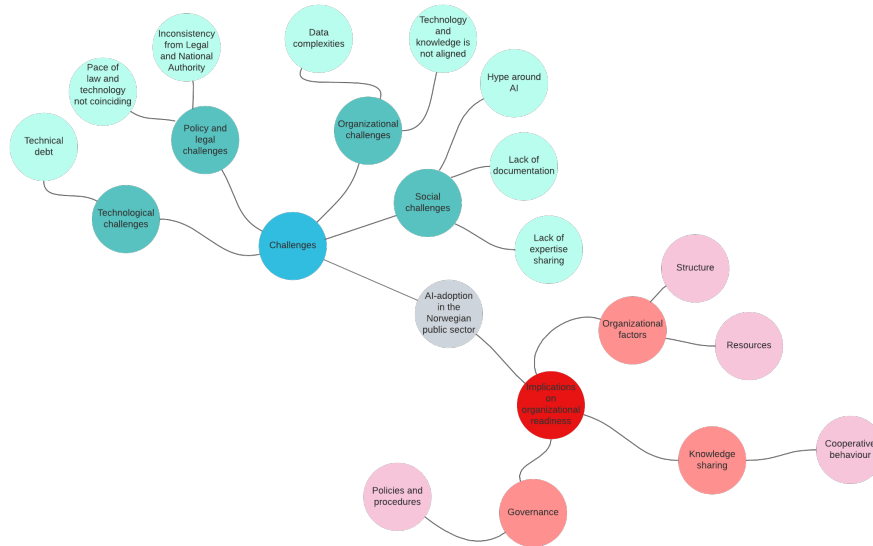 Inconsistency
from Legal
and National
Authority
Data
complexities
Technology
and
knowledge is
not aligned
Pace of
law and
technology
not coinciding
Hype around
AI
Technical
debt
Policy and
legal
challenges
Organizational
challenges
Lack of
documentation
Social
challenges
Technological
challenges
Challenges
Lack of
expertise
sharing
AI-adoption
in the
Norwegian
public sector
Structure
Organizational
factors
Resources
Implications
on
organizational
readiness
Knowledge
sharing
Cooperative
behaviour
Policies and
procedures
Governance